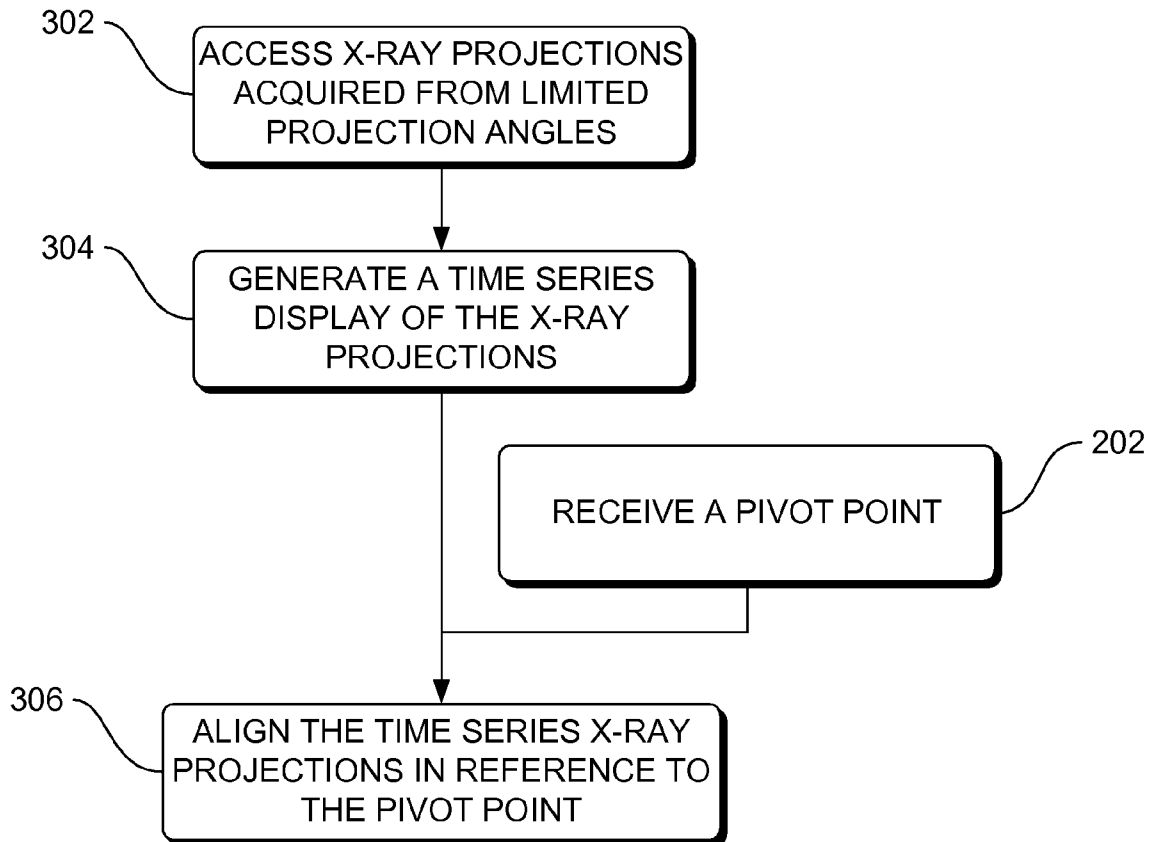 302
ACCESS X-RAY PROJECTIONS
ACQUIRED FROM LIMITED
PROJECTION ANGLES
304
GENERATE A TIME SERIES
DISPLAY OF THE X-RAY
PROJECTIONS
202
RECEIVE A PIVOT POINT
306
ALIGN THE TIME SERIES X-RAY
PROJECTIONS IN REFERENCE TO
THE PIVOT POINT